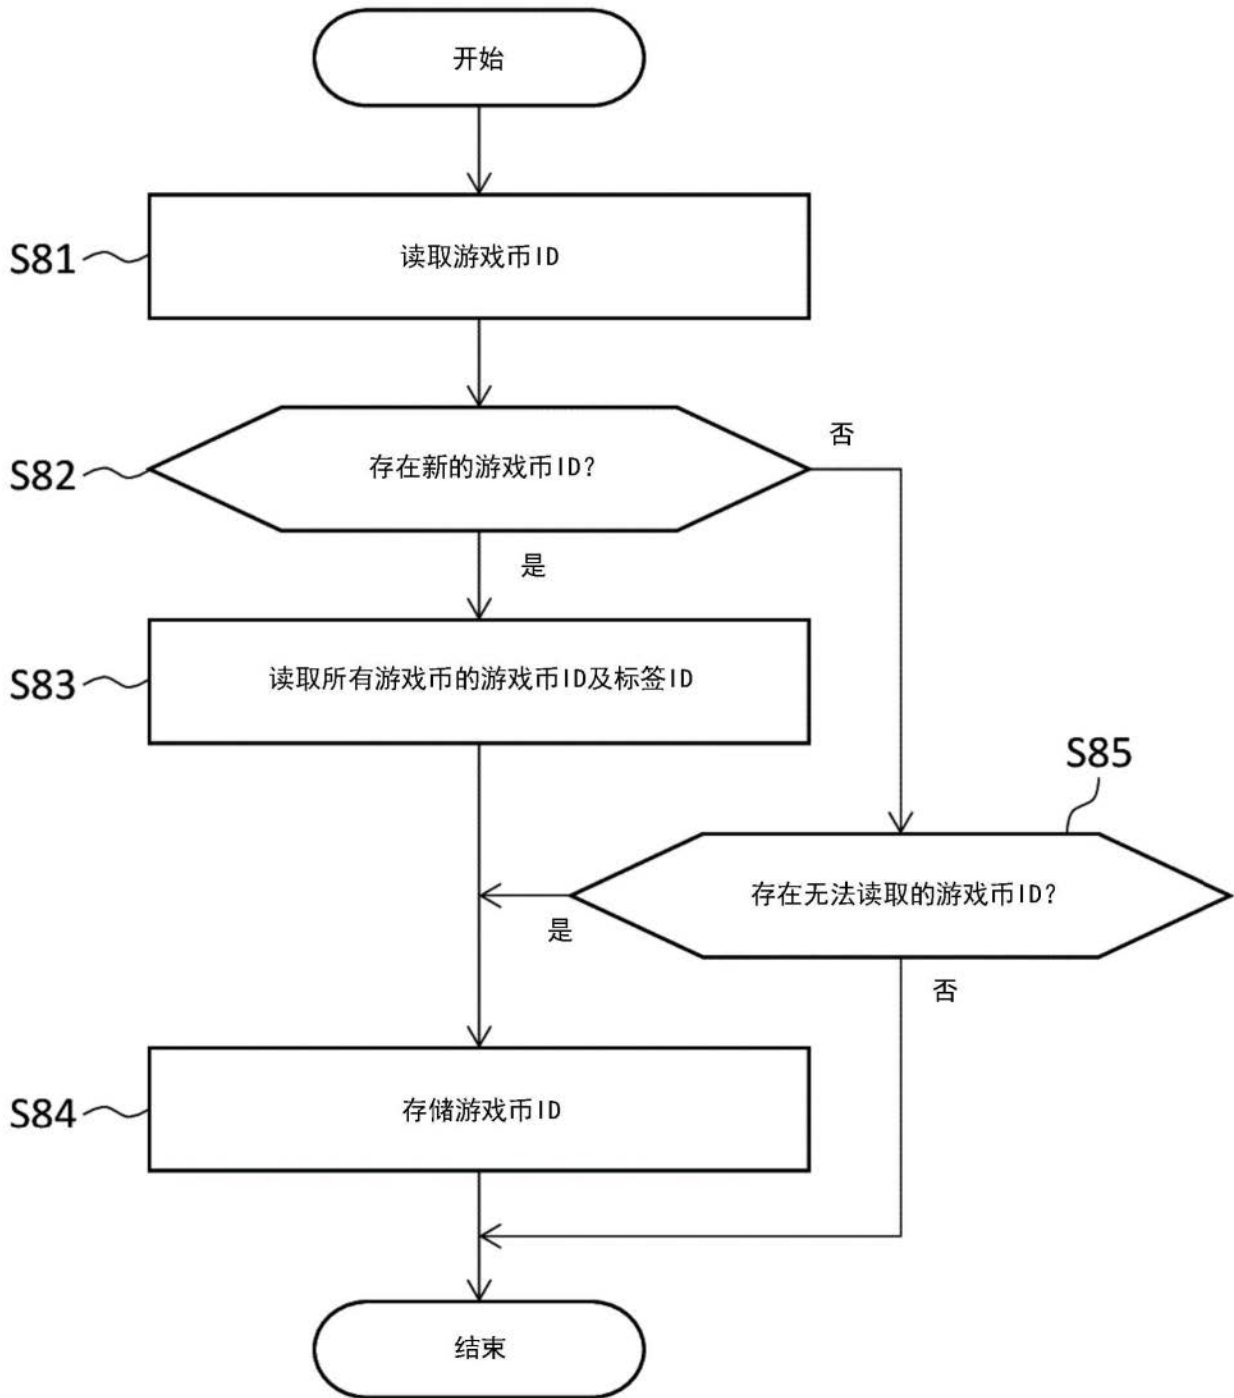 开始
S81
读取游戏币ID
S82
存在新的游戏币ID?
否
是
S83
读取所有游戏币的游戏币ID及标签ID
S85
存在无法读取的游戏币ID?
是
否
S84
存储游戏币ID
结束